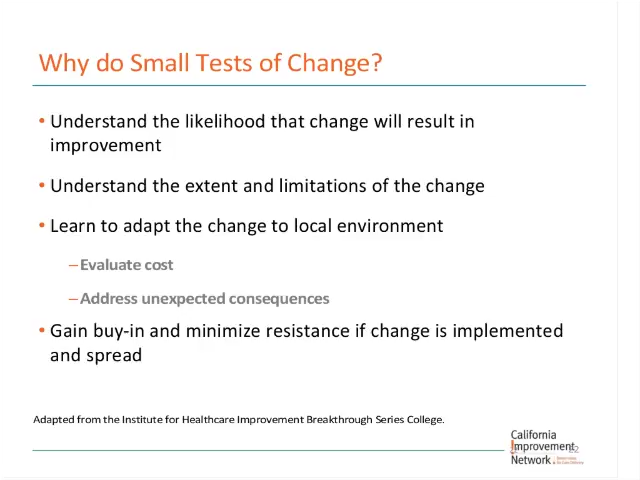 Why do Small Tests of Change?
• Understand the likelihood that change will result in
improvement
• Understand the extent and limitations of the change
• Learn to adapt the change to local environment
– Evaluate cost
– Address unexpected consequences
• Gain buy-in and minimize resistance if change is implemented
and spread
Adapted from the Institute for Healthcare Improvement Breakthrough Series College.
California
Improvement
Network